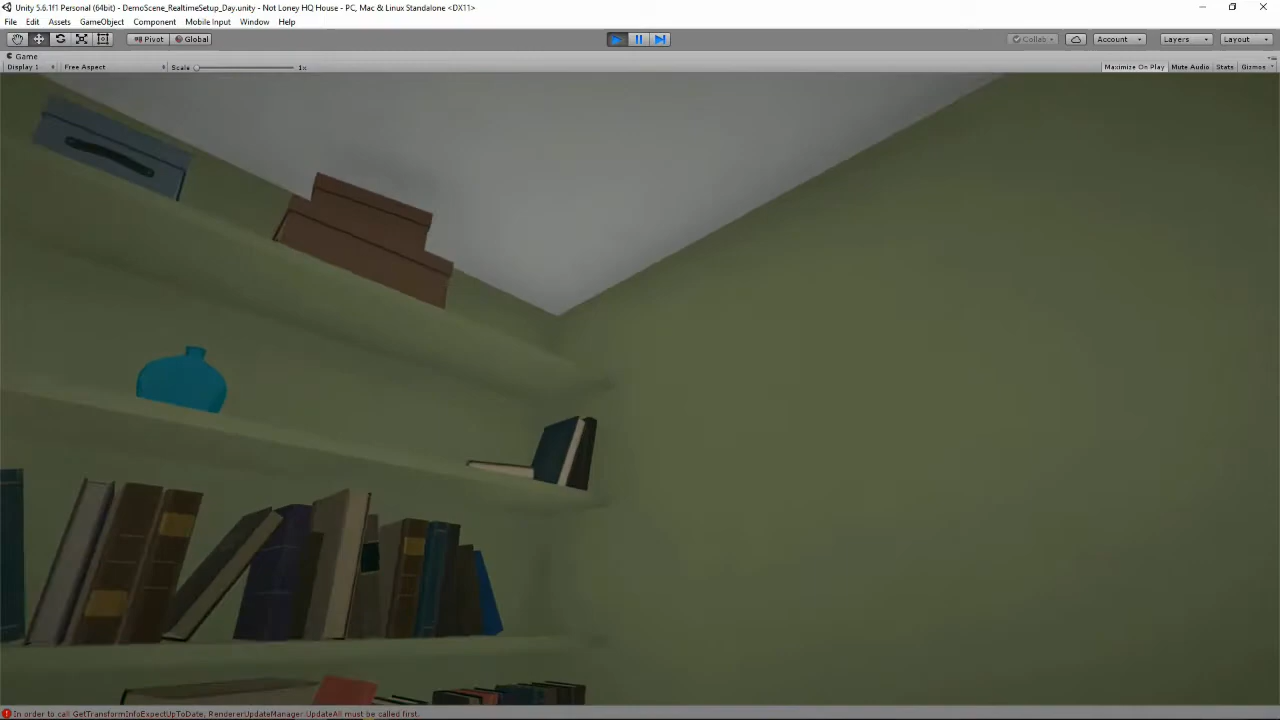 Unity 5.6.1f1 Personal (64bit) - DemoScene_RealtimeSetup_Day.unity - Not Loney HQ House - PC, Mac & Linux Standalone <DX11>
File Edit Assets GameObject Component Mobile Input Window Help
Pivot Global Collab Account Layers Layout
Game
Display 1 Free Aspect Scale 1x Maximize On Play Mute Audio Stats Gizmos
In order to call GetTransformInfoExpectUpToDate, RendererUpdateManager.UpdateAll must be called first.